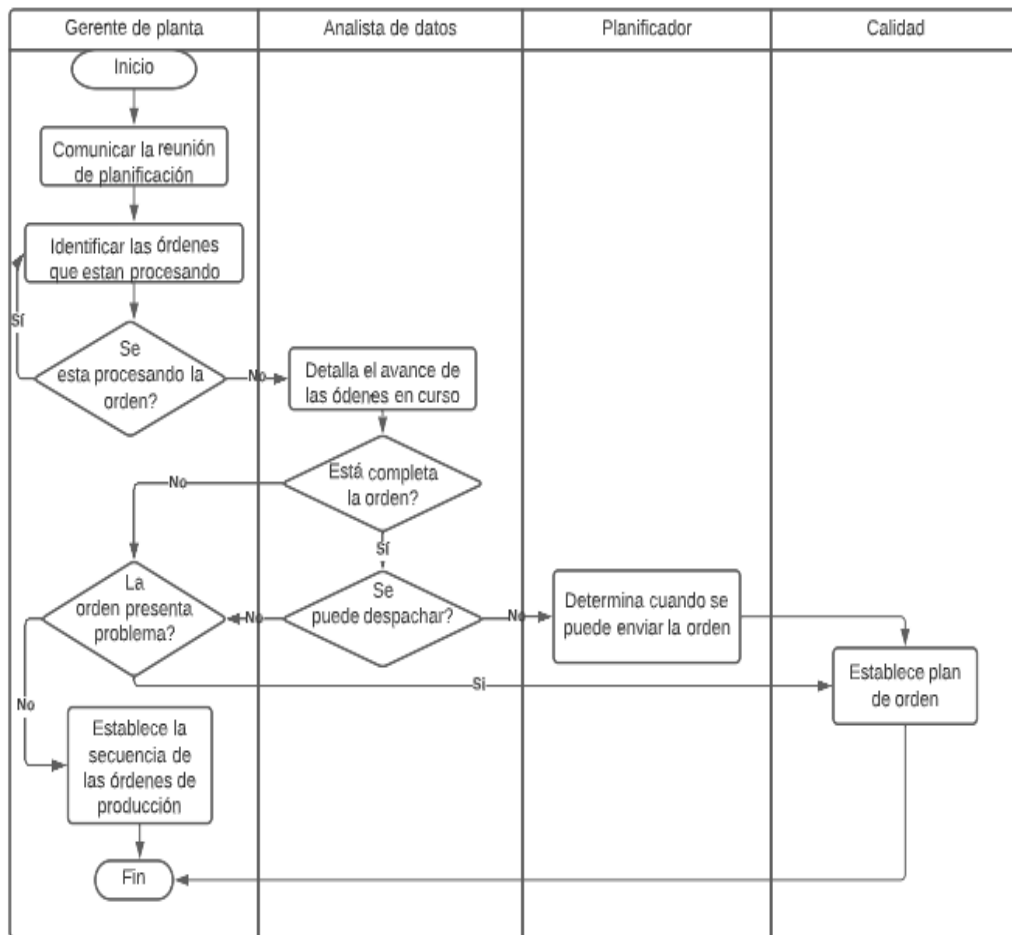 Gerente de planta
Analista de datos
Planificador
Calidad
Inicio
Comunicar la reunión
de planificación
Identificar las órdenes
que estan procesando
Sí
Se
esta procesando la
orden?
No
Detalla el avance de
las ódenes en curso
Está completa
la orden?
No
Sí
La
orden presenta
problema?
No
Se
puede despachar?
No
Determina cuando se
puede enviar la orden
Establece plan
de orden
Si
No
Establece la
secuencia de
las órdenes de
producción
Fin